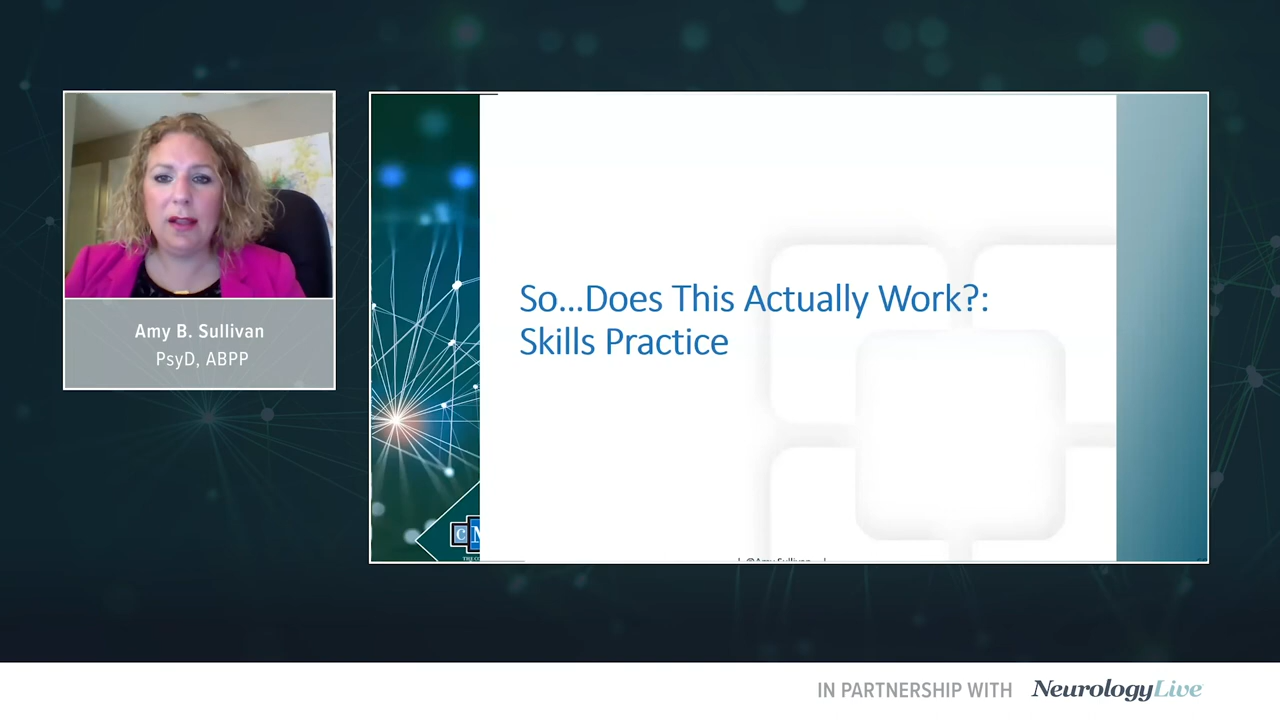 Amy B. Sullivan
PsyD, ABPP
So...Does This Actually Work?:
Skills Practice
IN PARTNERSHIP WITH NeurologyLive